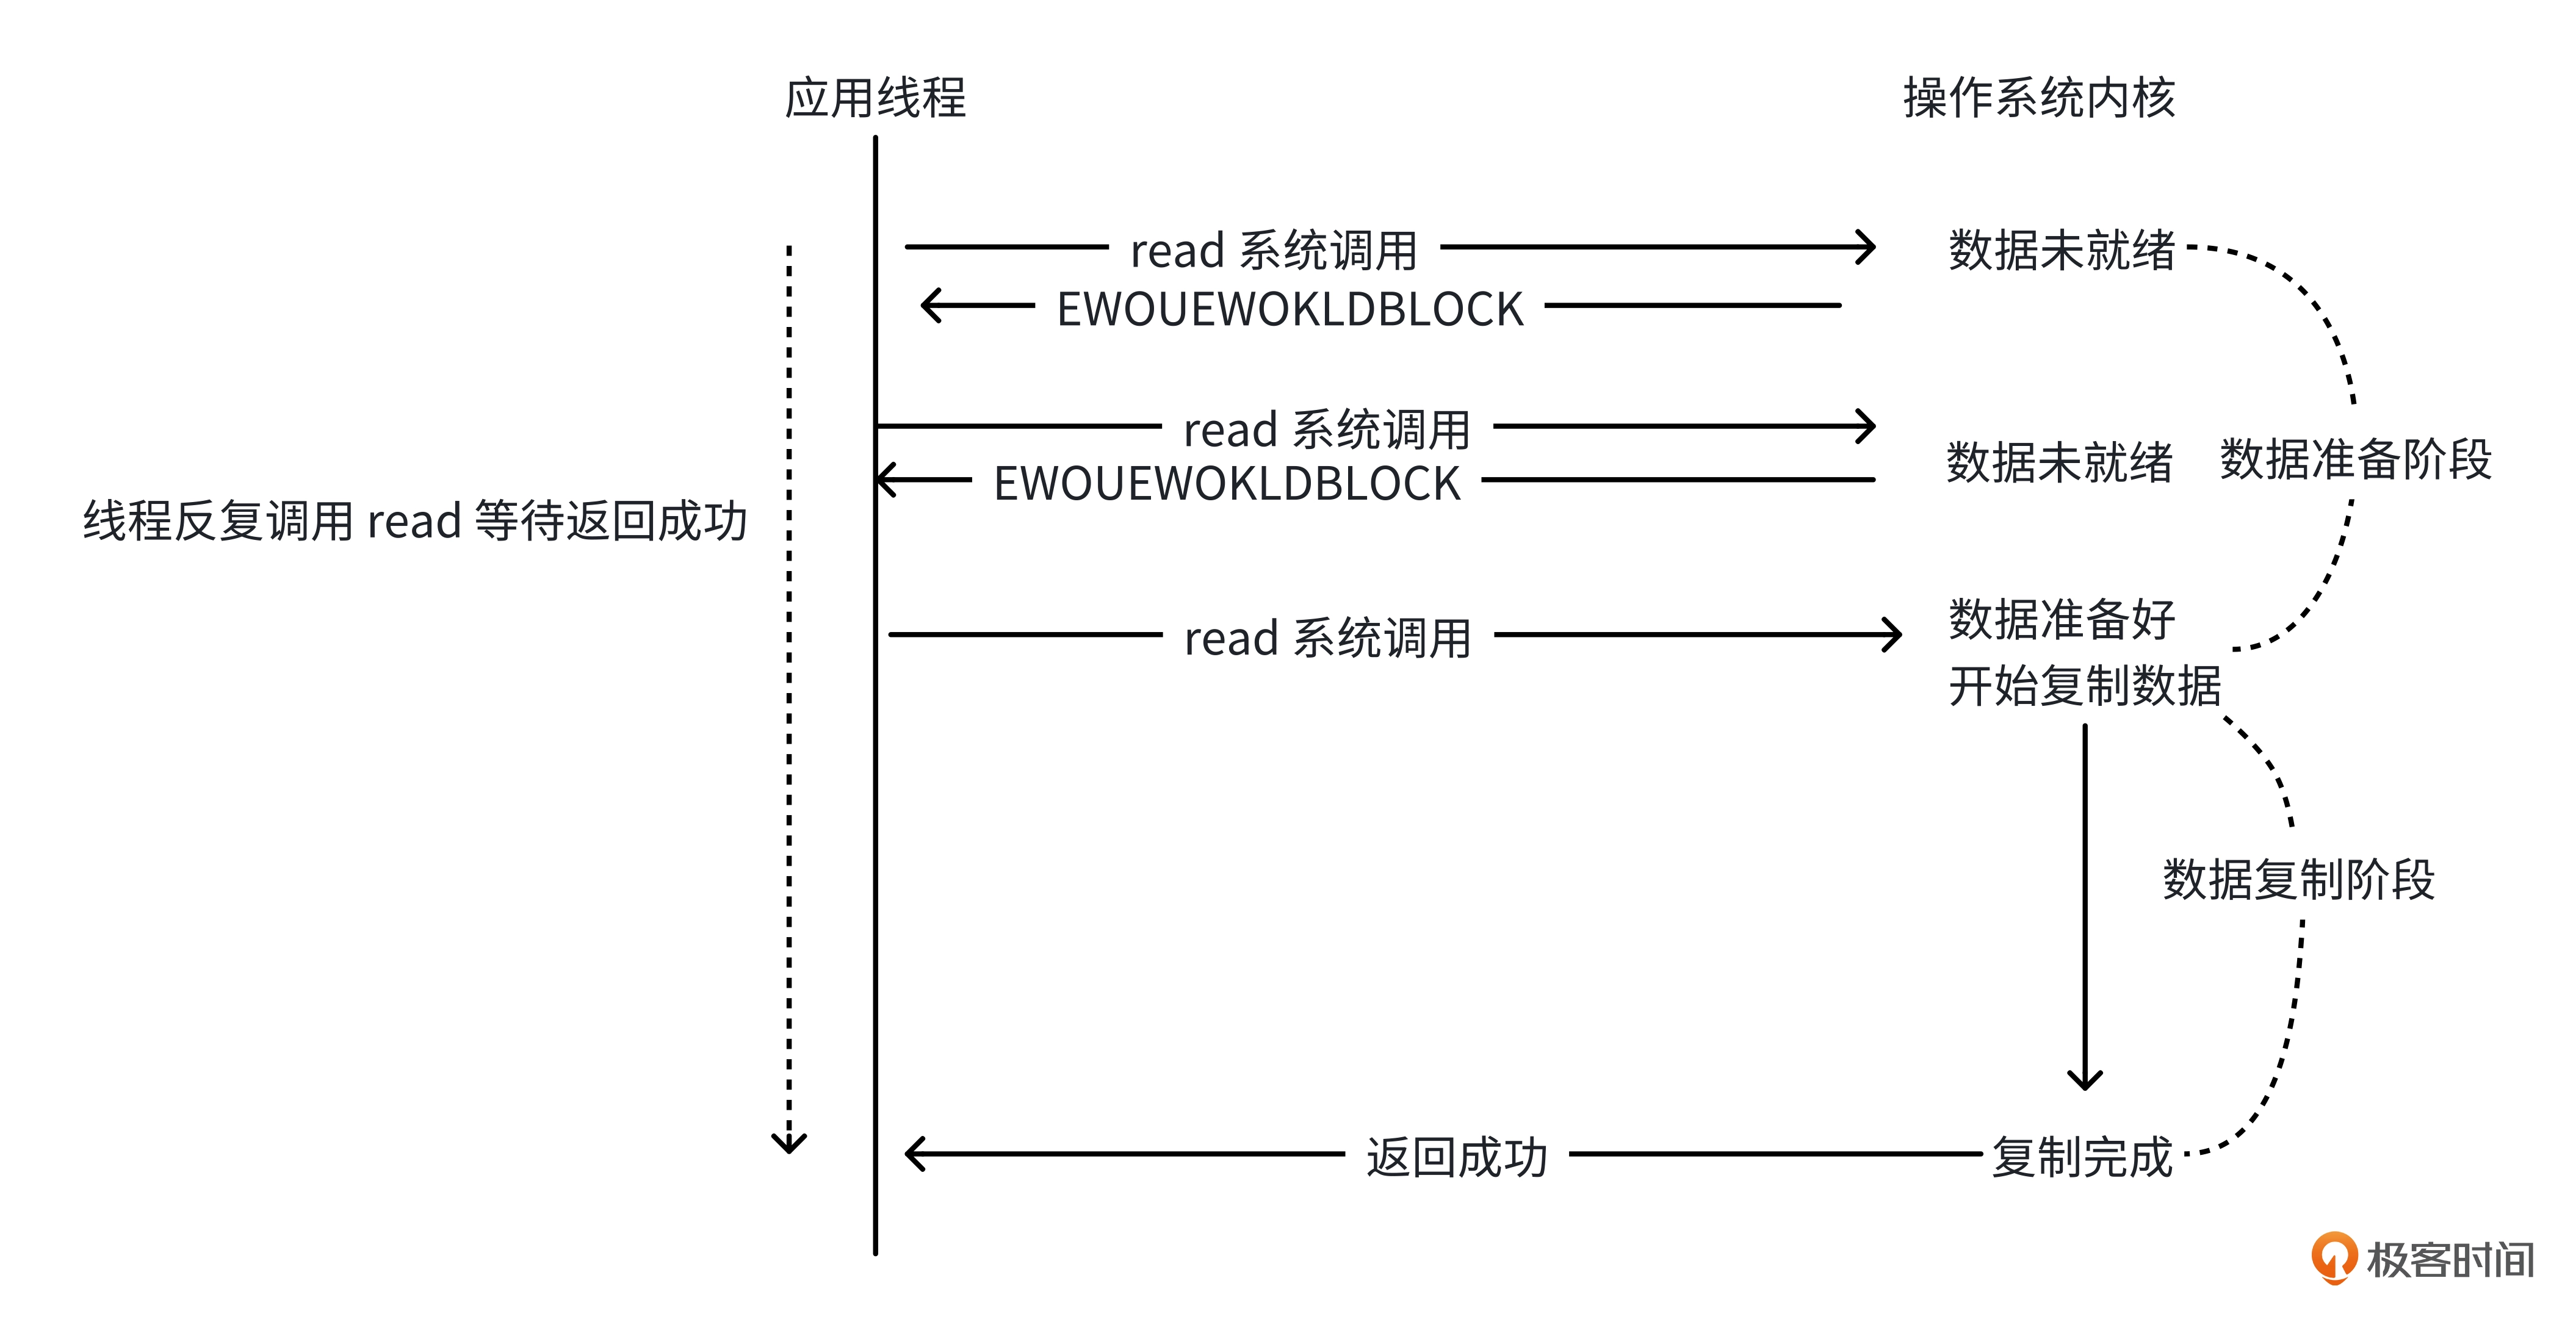 应用线程
操作系统内核
read 系统调用
数据未就绪
EWOUEWOKLDBLOCK
read 系统调用
EWOUEWOKLDBLOCK
数据未就绪
数据准备阶段
线程反复调用 read 等待返回成功
read 系统调用
数据准备好
开始复制数据
数据复制阶段
返回成功
复制完成
极客时间